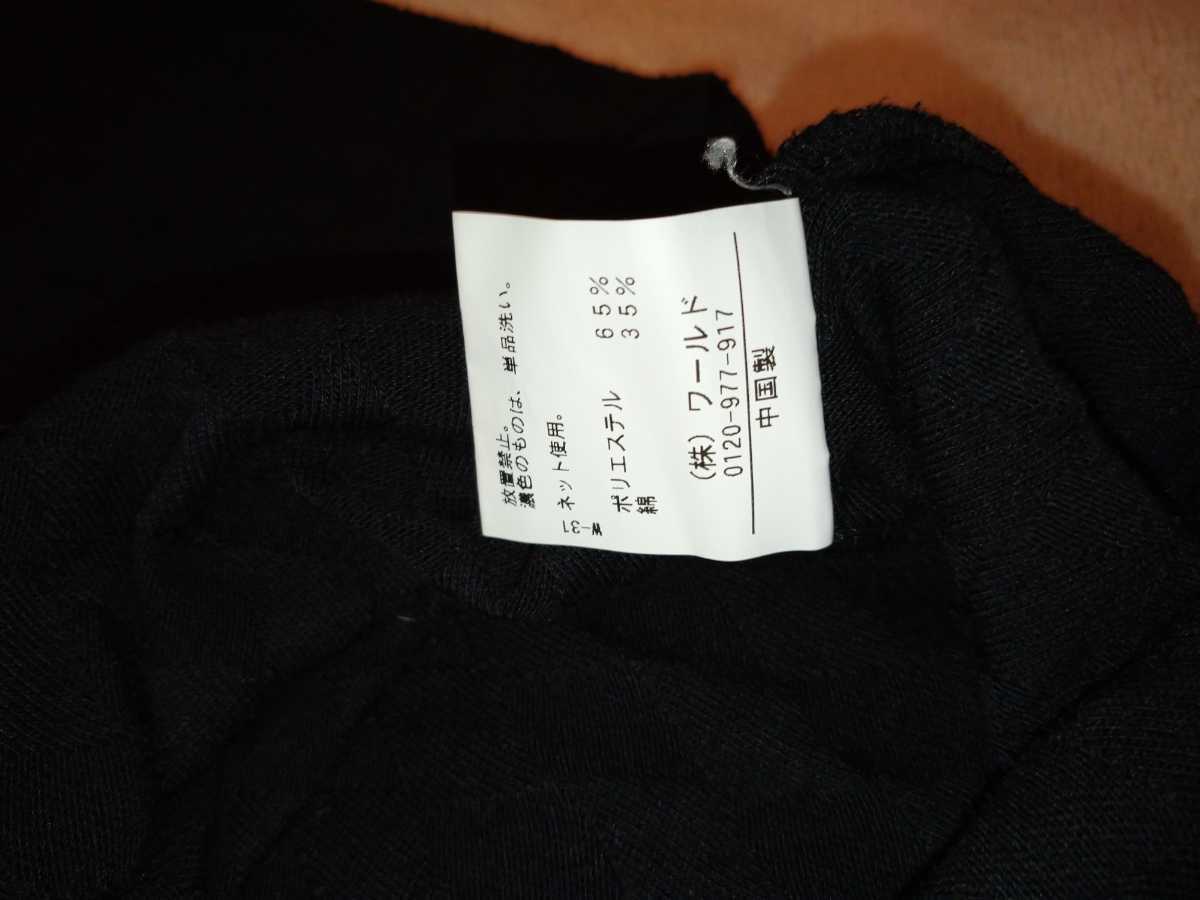 放置禁止。
濃色のものは、単品洗い。
ネット使用。
ポリエステル 65%
綿 35%
(株)ワールド
0120-977-917
中国製